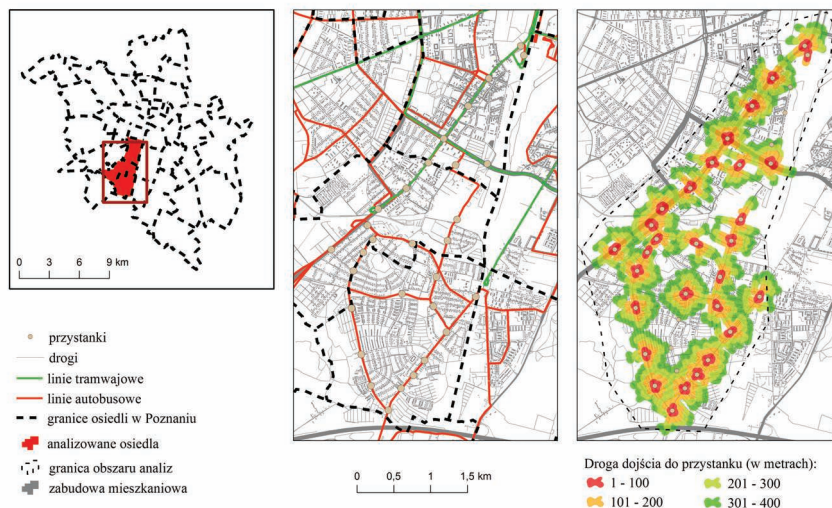 0 3 6 9 km
przystanki
drogi
linie tramwajowe
linie autobusowe
granice osiedli w Poznaniu
analizowane osiedla
granica obszaru analiz
zabudowa mieszkaniowa
0 0,5 1 1,5 km
Droga dojścia do przystanku (w metrach):
1 - 100 201 - 300
101 - 200 301 - 400